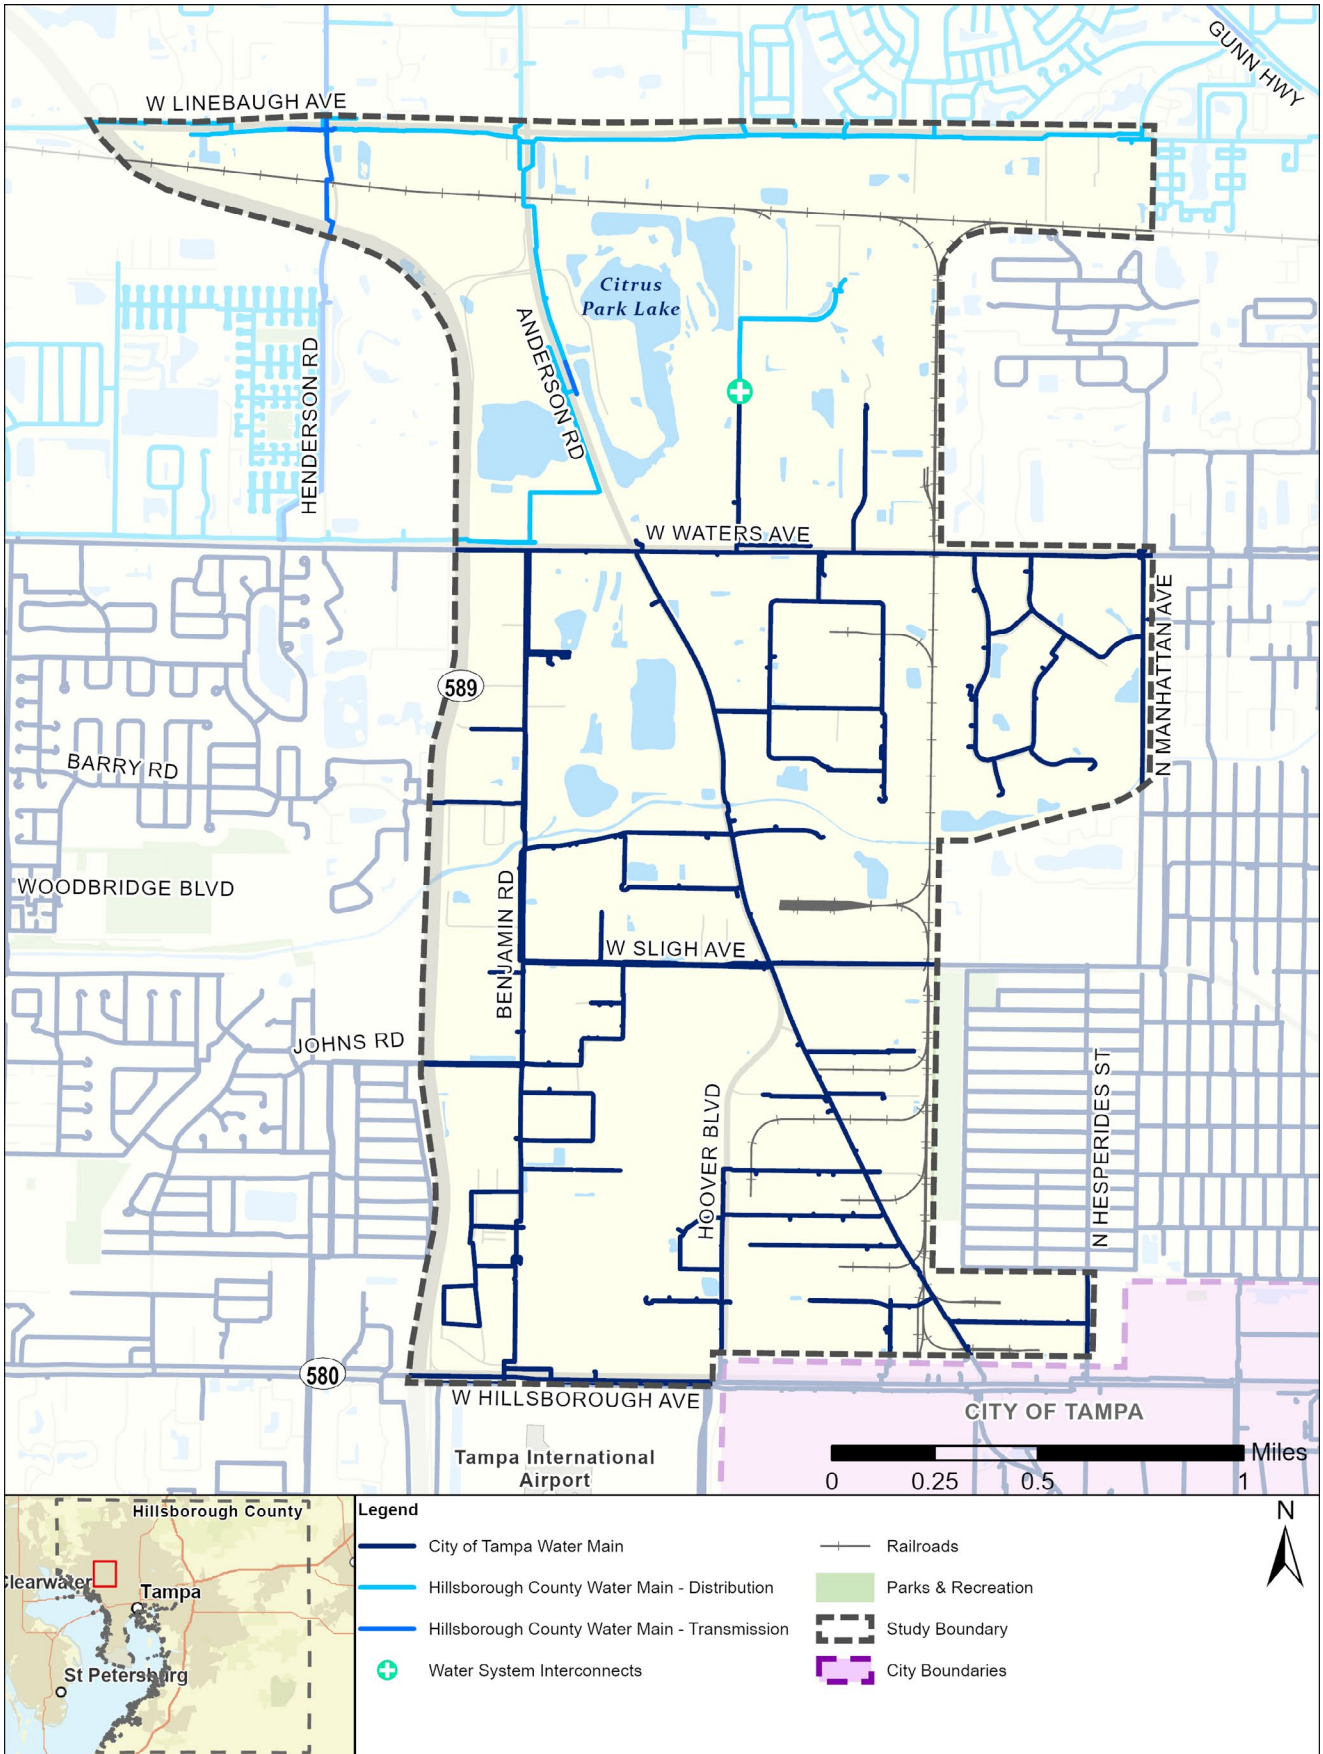 GUNN HWY
W LINEBAUGH AVE
Citrus
Park Lake
ANDERSON RD
HENDERSON RD
W WATERS AVE
N MANHATTAN AVE
589
BARRY RD
WOODBRIDGE BLVD
BENJAMIN RD
W SLIGH AVE
JOHNS RD
HOOVER BLVD
N HESPERIDES ST
580
W HILLSBOROUGH AVE
CITY OF TAMPA
Tampa International
Airport
Miles
0 0.25 0.5 1
Hillsborough County
Clearwater
Tampa
St Petersburg
Legend
City of Tampa Water Main
Hillsborough County Water Main - Distribution
Hillsborough County Water Main - Transmission
Water System Interconnects
Railroads
Parks & Recreation
Study Boundary
City Boundaries
N